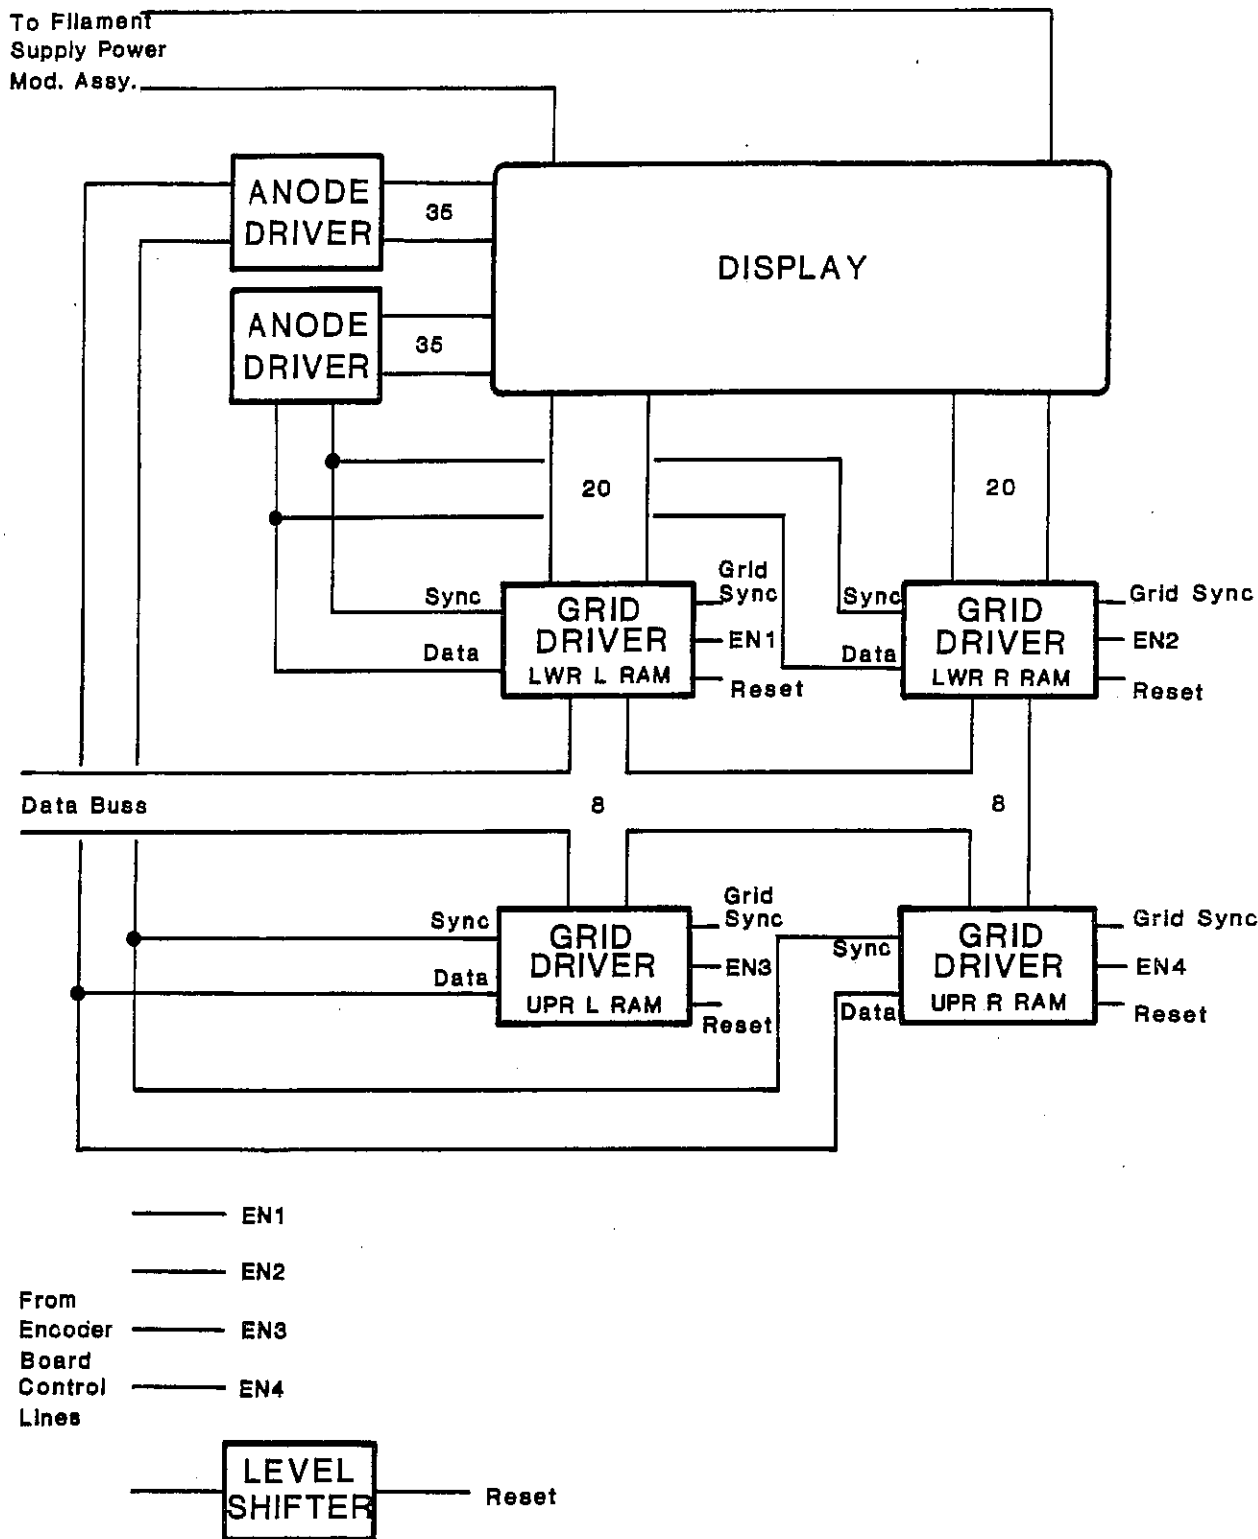 To Filament
Supply Power
Mod. Assy.
ANODE
DRIVER
35
ANODE
DRIVER
35
DISPLAY
20
20
Sync
Data
GRID
DRIVER
LWR L RAM
Grid
Sync
EN1
Reset
Sync
Data
GRID
DRIVER
LWR R RAM
Grid Sync
EN2
Reset
Data Buss
8
8
Sync
Data
GRID
DRIVER
UPR L RAM
Grid
Sync
EN3
Reset
Sync
Data
GRID
DRIVER
UPR R RAM
Grid Sync
EN4
Reset
From
Encoder
Board
Control
Lines
EN1
EN2
EN3
EN4
LEVEL
SHIFTER
Reset